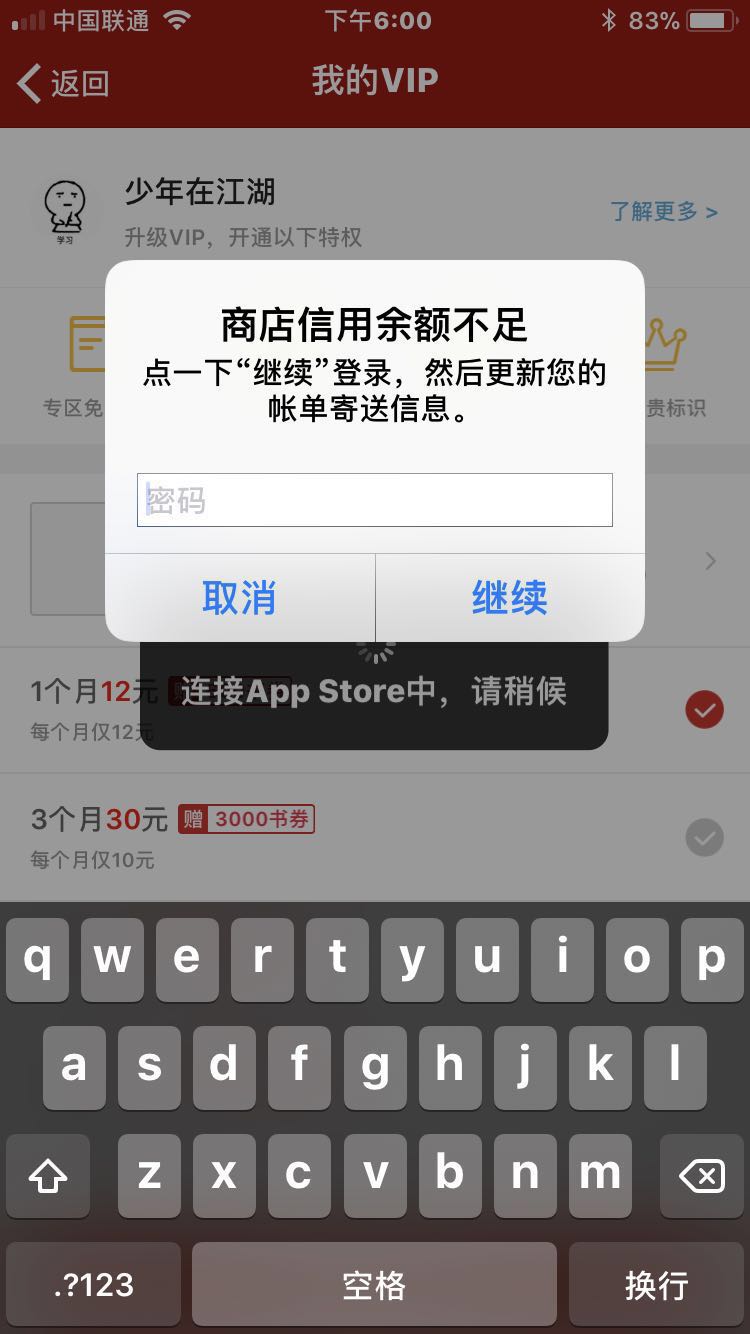 中国联通
下午6:00
83%
返回
我的VIP
少年在江湖
学习
升级VIP，开通以下特权
了解更多 >
专区免
贵标识
商店信用余额不足
点一下“继续”登录，然后更新您的
帐单寄送信息。
密码
取消
继续
连接App Store中，请稍候
1个月12元
每个月仅12元
3个月30元 赠 3000书券
每个月仅10元
q w e r t y u i o p
a s d f g h j k l
z x c v b n m
.?123 空格 换行